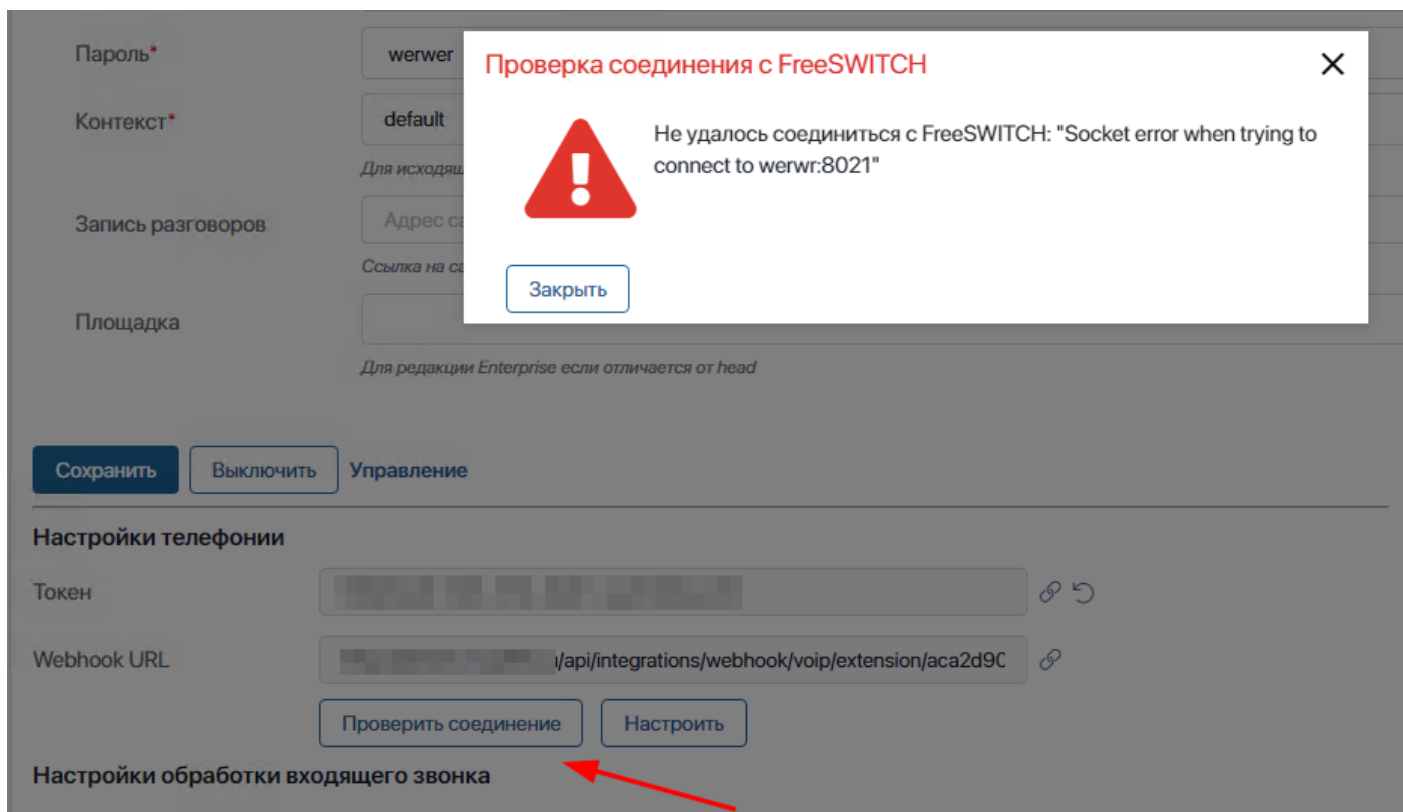 Пароль*
werwer
Проверка соединения с FreeSWITCH
Контекст*
default
Не удалось соединиться с FreeSWITCH: "Socket error when trying to
connect to werwr:8021"
Для исходящ
Запись разговоров
Адрес са
Ссылка на са
Закрыть
Площадка
Для редакции Enterprise если отличается от head
Сохранить
Выключить
Управление
Настройки телефонии
Токен
Webhook URL
/api/integrations/webhook/voip/extension/aca2d90
Проверить соединение
Настроить
Настройки обработки входящего звонка